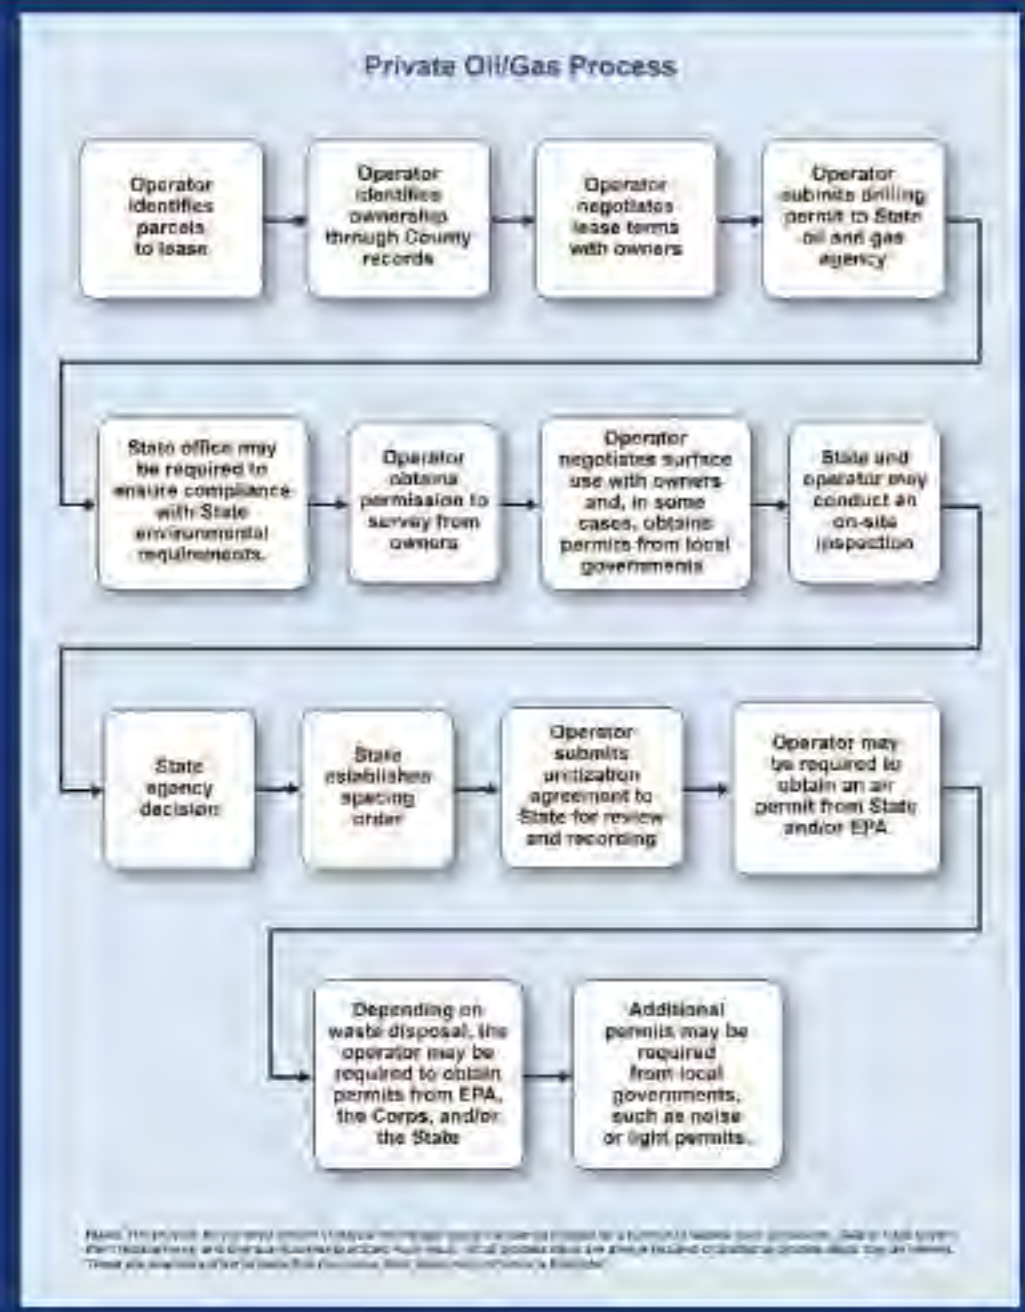 Private Oil/Gas Process
Operator
identifies
parcels
to lease
Operator
identifies
ownership
through County
records
Operator
negotiates
lease terms
with owners
Operator
submits drilling
permit to State
oil and gas
agency
State office may
be required to
ensure compliance
with State
environmental
requirements.
Operator
obtains
permission to
survey from
owners
Operator
negotiates surface
use with owners
and, in some
cases, obtains
permits from local
governments
State and
operator may
conduct an
on-site
inspection
State
agency
decision
State
establishes
spacing
order
Operator
submits
unitization
agreement to
State for review
and recording
Operator may
be required to
obtain an air
permit from State
and/or EPA
Depending on
waste disposal, the
operator may be
required to obtain
permits from EPA,
the Corps, and/or
the State
Additional
permits may be
required
from local
governments,
such as noise
or light permits.